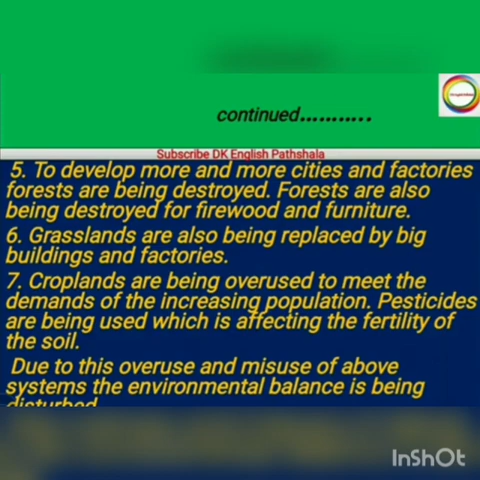 continued...........
Subscribe DK English Pathshala
5. To develop more and more cities and factories
forests are being destroyed. Forests are also
being destroyed for firewood and furniture.
6. Grasslands are also being replaced by big
buildings and factories.
7. Croplands are being overused to meet the
demands of the increasing population. Pesticides
are being used which is affecting the fertility of
the soil.
Due to this overuse and misuse of above
systems the environmental balance is being
disturbed
InShOt